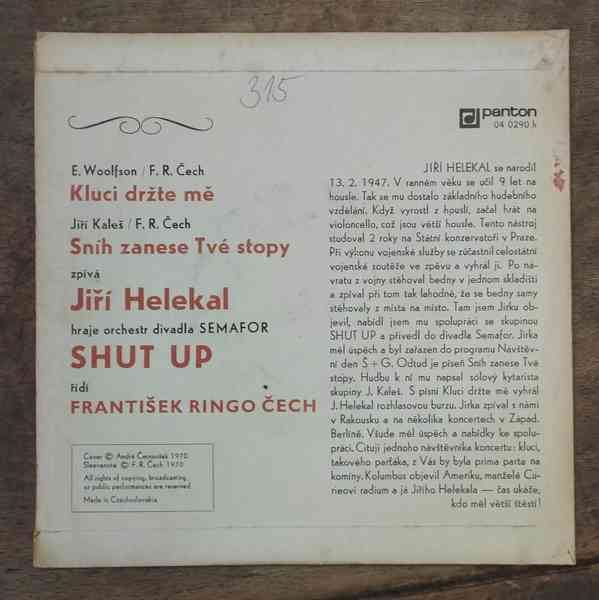 315
panton
04 0290 h
E. Woolfson / F. R. Čech
Kluci držte mě
Jiří Kaleš / F. R. Čech
Sníh zanese Tvé stopy
zpívá
Jiří Helekal
hraje orchestr divadla SEMAFOR
SHUT UP
řídí
FRANTIŠEK RINGO ČECH
Cover © André Černoušek 1970
Sleevenote © F. R. Čech 1970
All rights of copying, broadcasting
or public performances are reserved
Made in Czechoslovakia
JIŘÍ HELEKAL se narodil
13. 2. 1947. V ranném věku se učil 9 let na
housle. Tak se mu dostalo základního hudebního
vzdělání. Když vyrostl z houslí, začal hrát na
violoncello, což jsou větší housle. Tento nástroj
studoval 2 roky na Státní konzervatoři v Praze.
Při výkonu vojenské služby se zúčastnil celostátní
vojenské soutěže ve zpěvu a vyhrál ji. Po ná-
vratu z vojny stěhoval bedny v jednom skladišti
a zpíval při tom tak lahodně, že se bedny samy
stěhovaly z místa na místo. Tam jsem Jirku ob-
jevil, nabídl jsem mu spolupráci se skupinou
SHUT UP a přivedl do divadla Semafor. Jirka
měl úspěch a byl zařazen do programu Návštěv-
ní den Š + G. Odtud je píseň Sníh zanese Tvé
stopy. Hudbu k ní mu napsal sólový kytarista
skupiny J. Kaleš. S písní Kluci držte mě vyhrál
J. Helekal rozhlasovou burzu. Jirka zpíval s námi
v Rakousku a na několika koncertech v Západ.
Berlíně. Všude měl úspěch a nabídky ke spolu-
práci. Cituji jednoho návštěvníka koncertu: kluci,
takového parťáka, z Vás by byla prima parta na
komíny. Kolumbus objevil Ameriku, manželé Cu-
rieovi radium a já Jiřího Helekala — čas ukáže,
kdo měl větší štěstí!